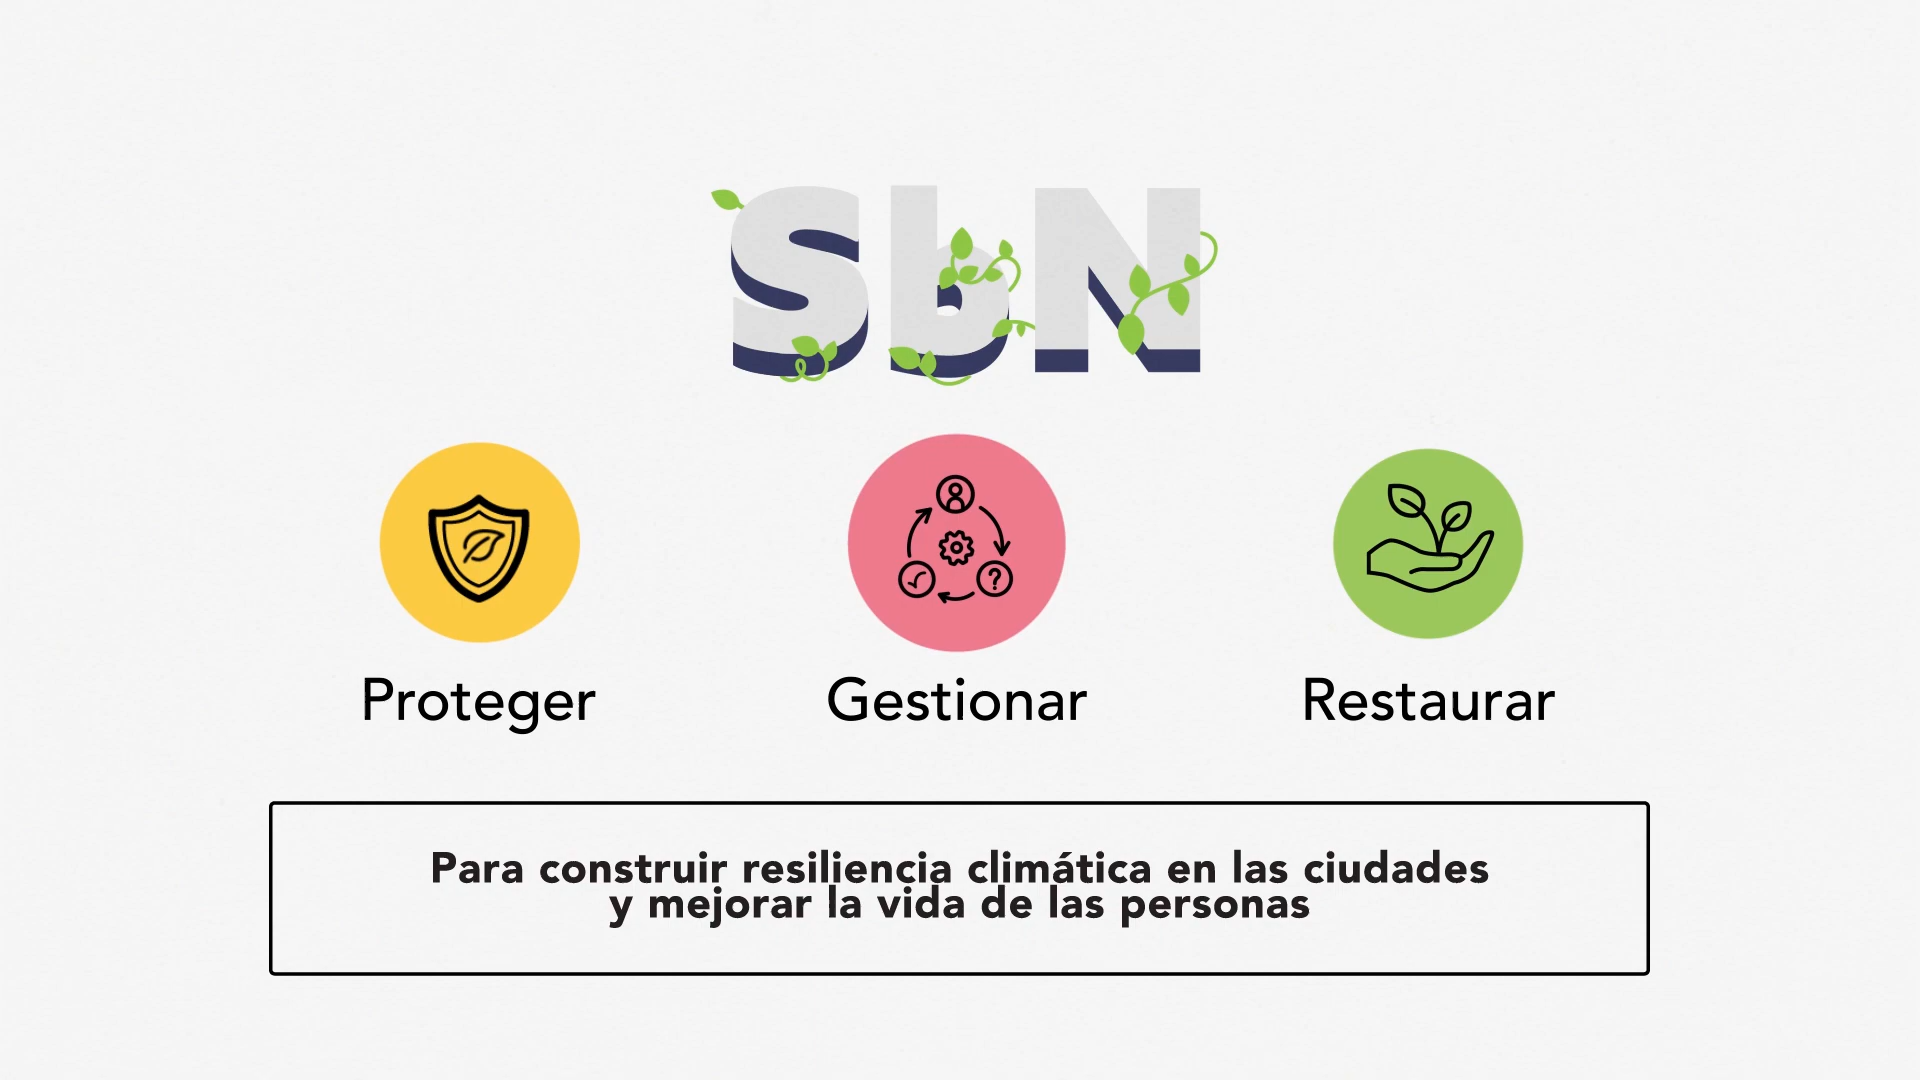 SbN
Proteger
Gestionar
Restaurar
Para construir resiliencia climática en las ciudades
y mejorar la vida de las personas